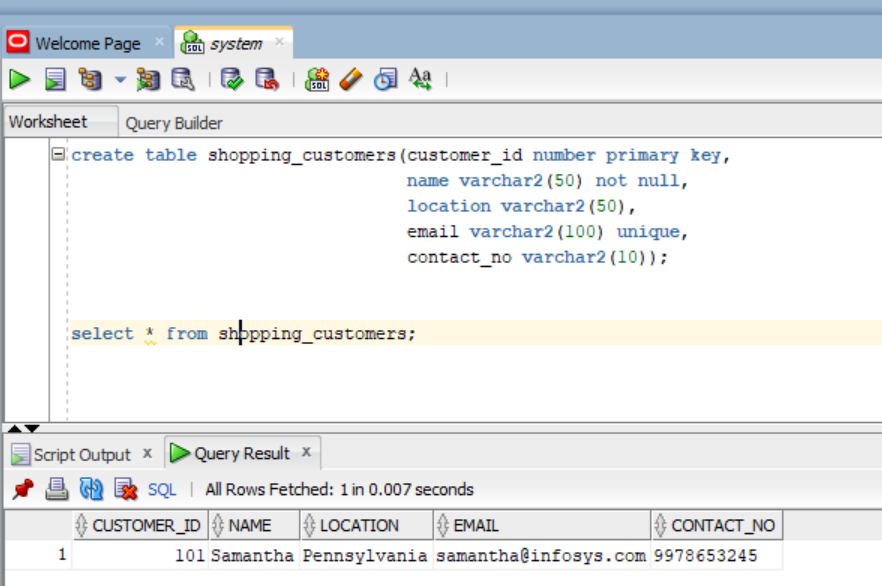 Welcome Page × system ×
Worksheet Query Builder
create table shopping_customers(customer_id number primary key,
name varchar2(50) not null,
location varchar2(50),
email varchar2(100) unique,
contact_no varchar2(10));
select * from shopping_customers;
Script Output × Query Result ×
SQL | All Rows Fetched: 1 in 0.007 seconds
CUSTOMER_ID NAME LOCATION EMAIL CONTACT_NO
1 101 Samantha Pennsylvania samantha@infosys.com 9978653245